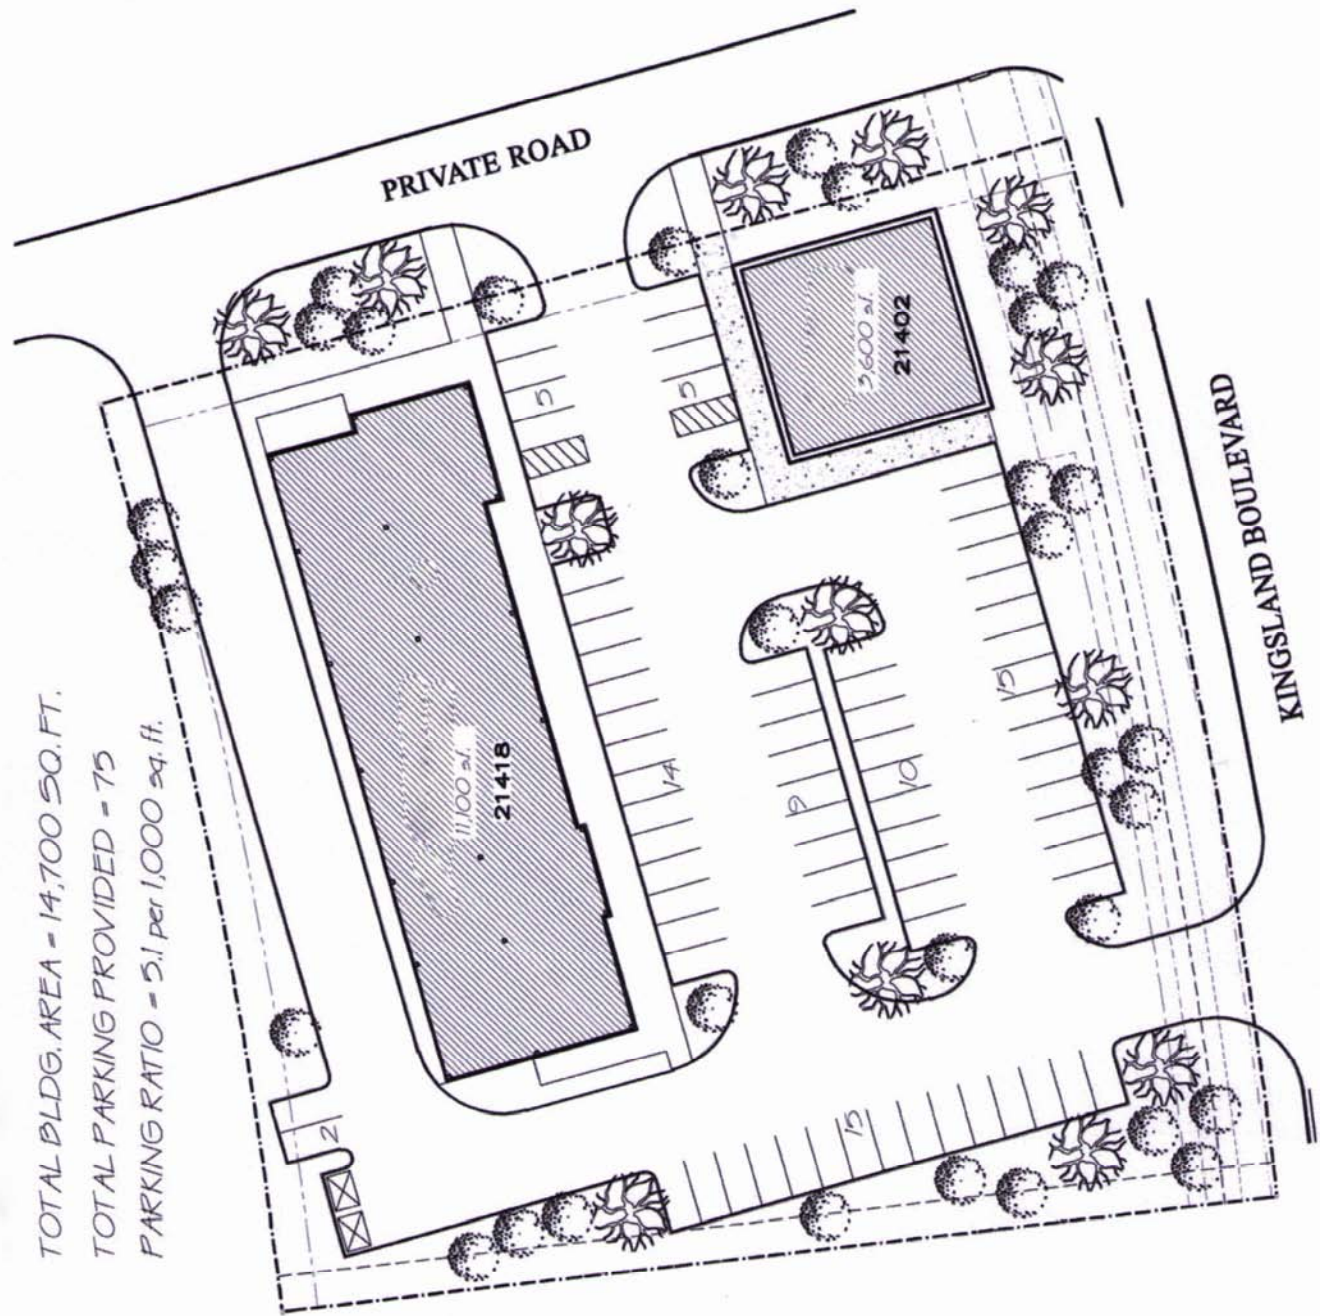 TOTAL BLDG. AREA = 14,700 SQ. FT.
TOTAL PARKING PROVIDED = 75
PARKING RATIO = 5.1 per 1,000 sq. ft.
PRIVATE ROAD
KINGSLAND BOULEVARD
3,600 s.f.
21402
11,100 s.f.
21418
5
5
14
9
10
15
15
2